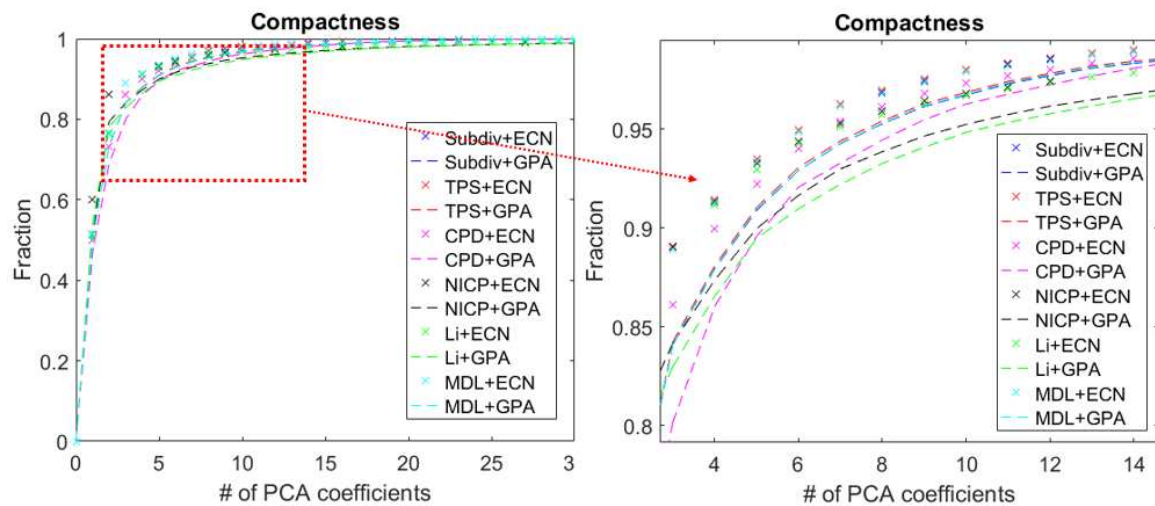 Compactness
1
0.8
0.6
0.4
0.2
0
Fraction
0 5 10 15 20 25 3
# of PCA coefficients
Subdiv+ECN
Subdiv+GPA
TPS+ECN
TPS+GPA
CPD+ECN
CPD+GPA
NICP+ECN
NICP+GPA
Li+ECN
Li+GPA
MDL+ECN
MDL+GPA
Compactness
0.95
0.9
0.85
0.8
Fraction
4 6 8 10 12 14
# of PCA coefficients
Subdiv+ECN
Subdiv+GPA
TPS+ECN
TPS+GPA
CPD+ECN
CPD+GPA
NICP+ECN
NICP+GPA
Li+ECN
Li+GPA
MDL+ECN
MDL+GPA